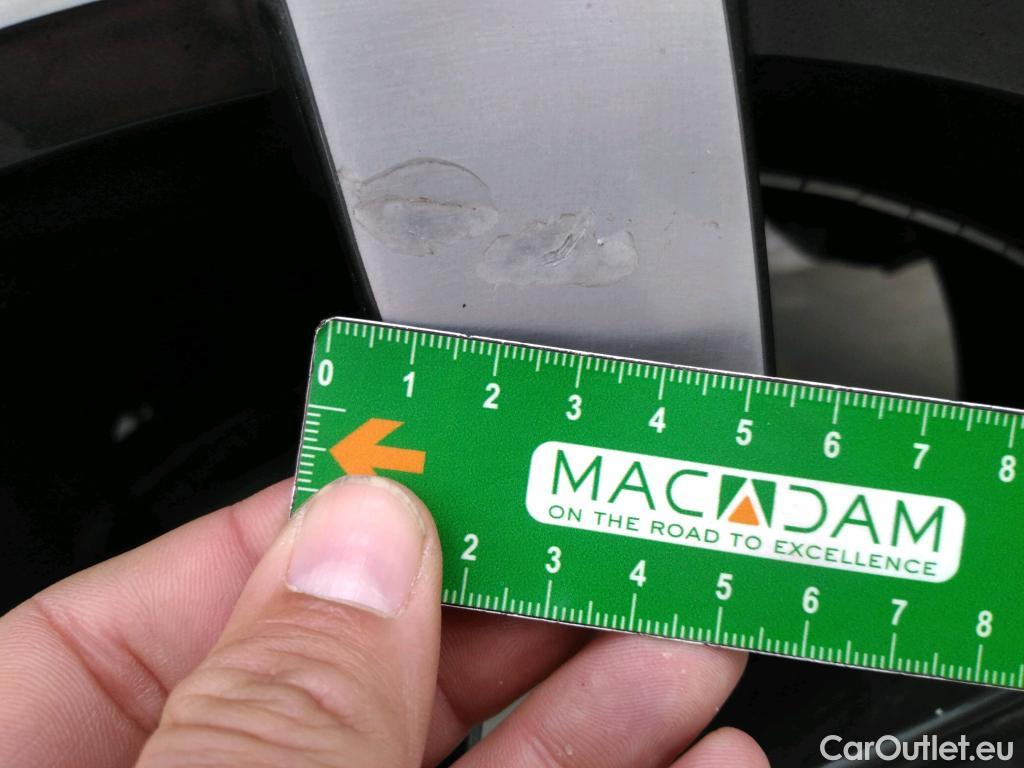 0 1 2 3 4 5 6 7 8
MACADAM
ON THE ROAD TO EXCELLENCE
2 3 4 5 6 7 8
CarOutlet.eu